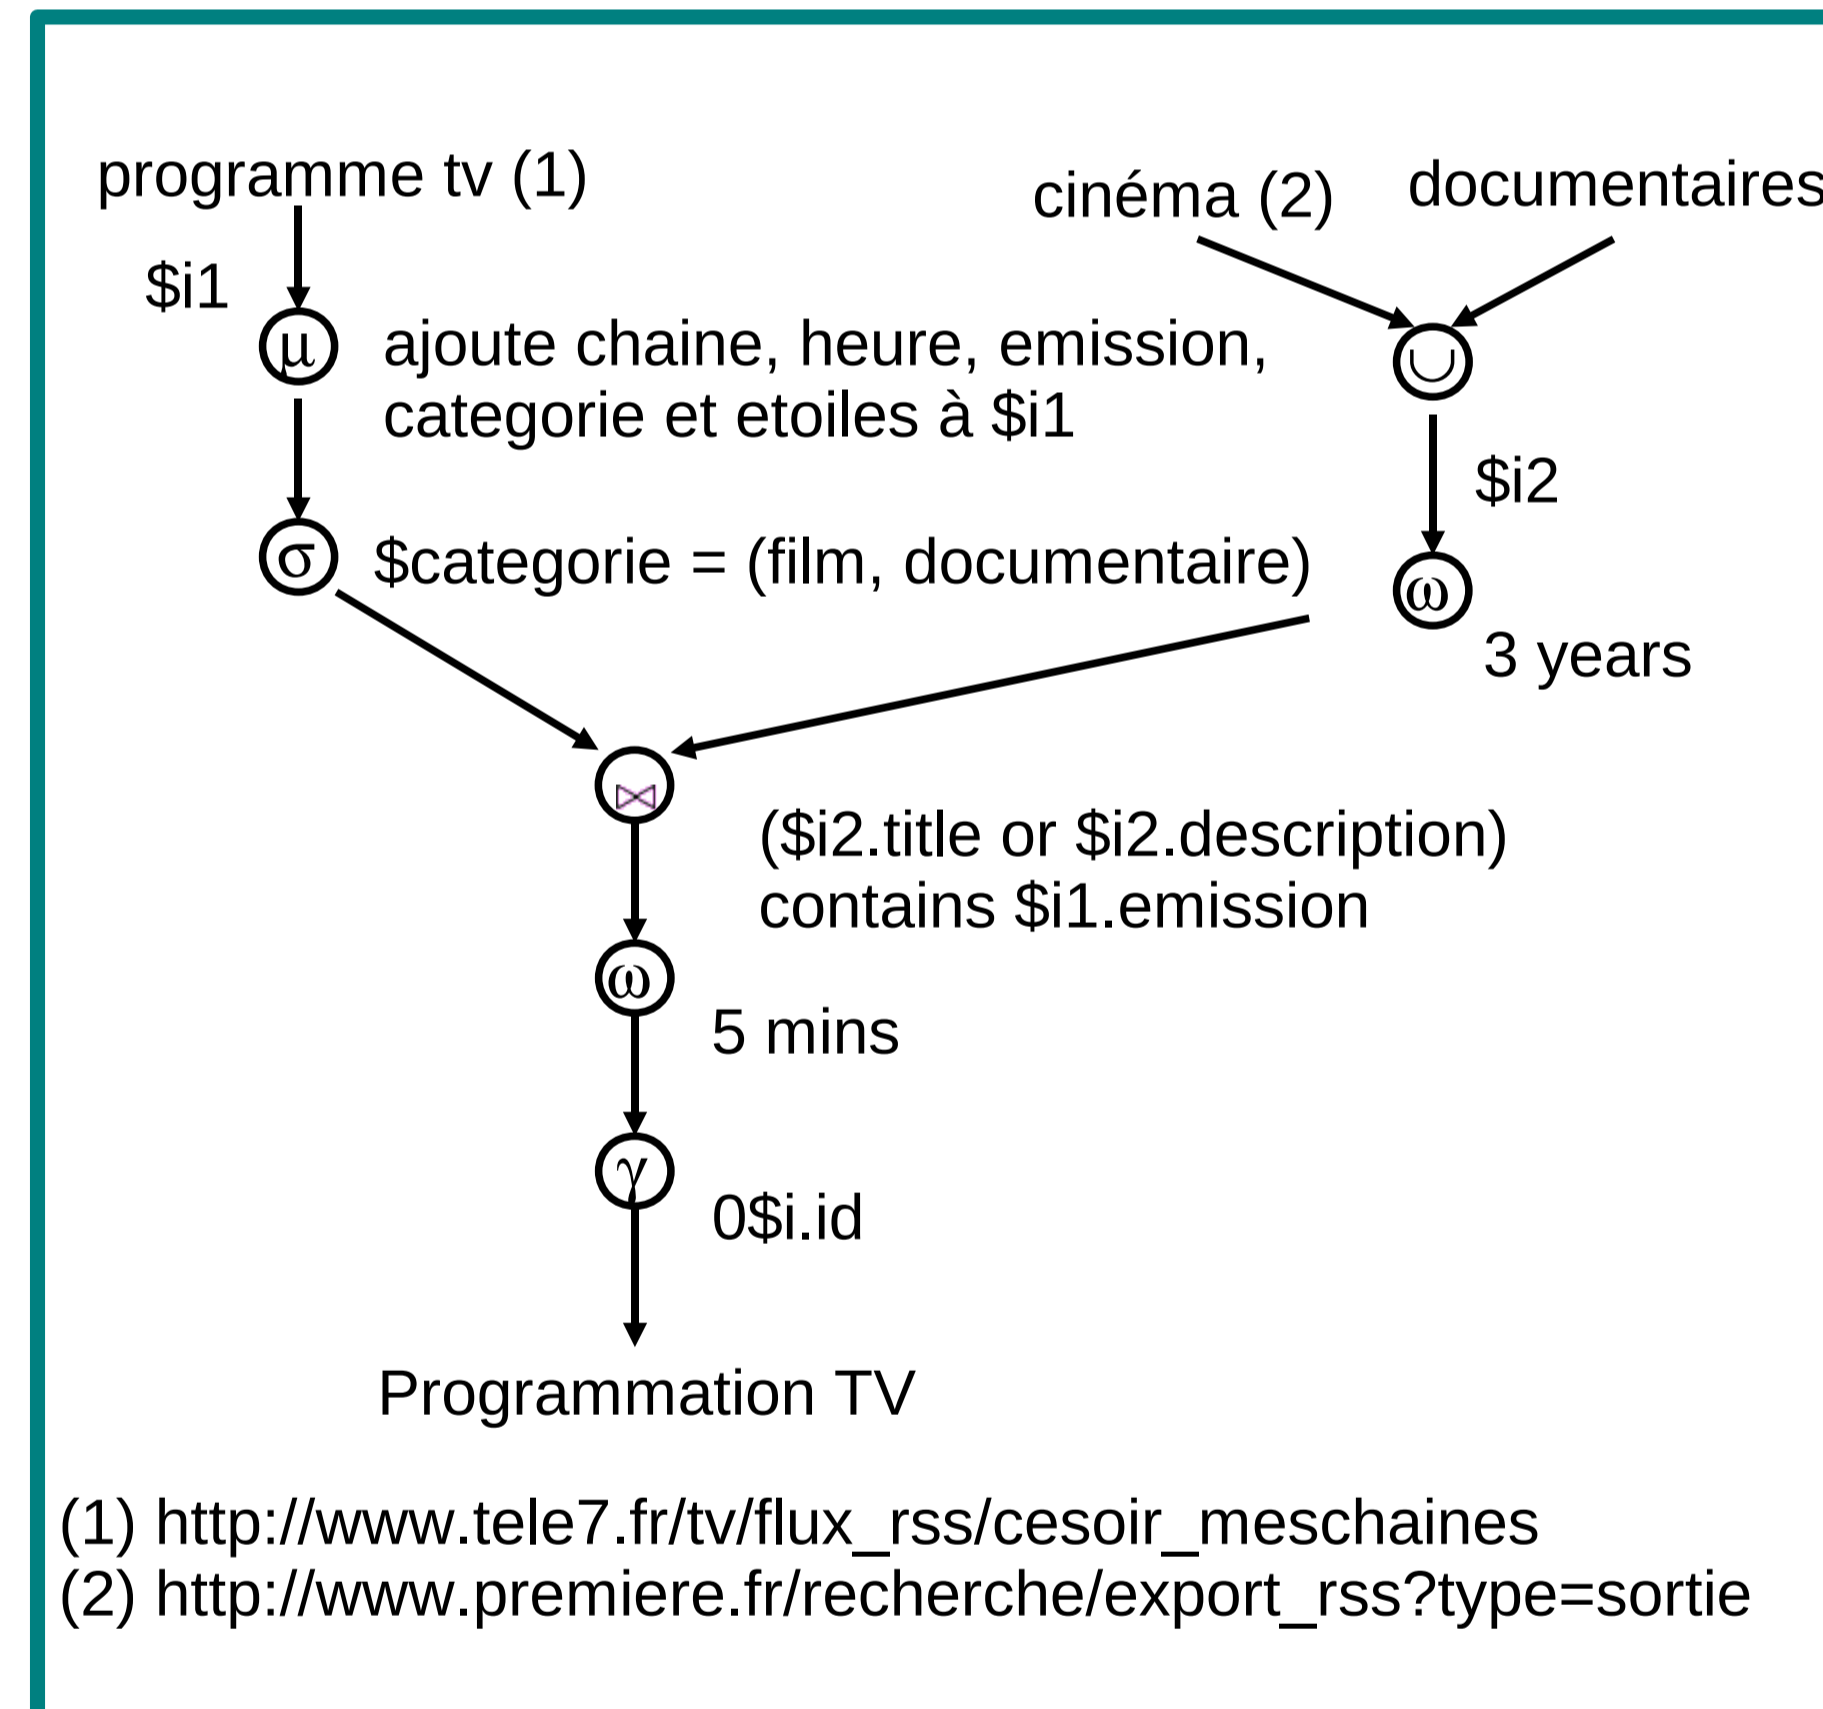 programme tv (1)
cinéma (2)
documentaires
$i1
µ
ajoute chaine, heure, emission,
categorie et etoiles à $i1
∪
$i2
σ
$categorie = (film, documentaire)
ω
3 years
⋈
($i2.title or $i2.description)
contains $i1.emission
ω
5 mins
γ
0$i.id
Programmation TV
(1) http://www.tele7.fr/tv/flux_rss/cesoir_meschaines
(2) http://www.premiere.fr/recherche/export_rss?type=sortie